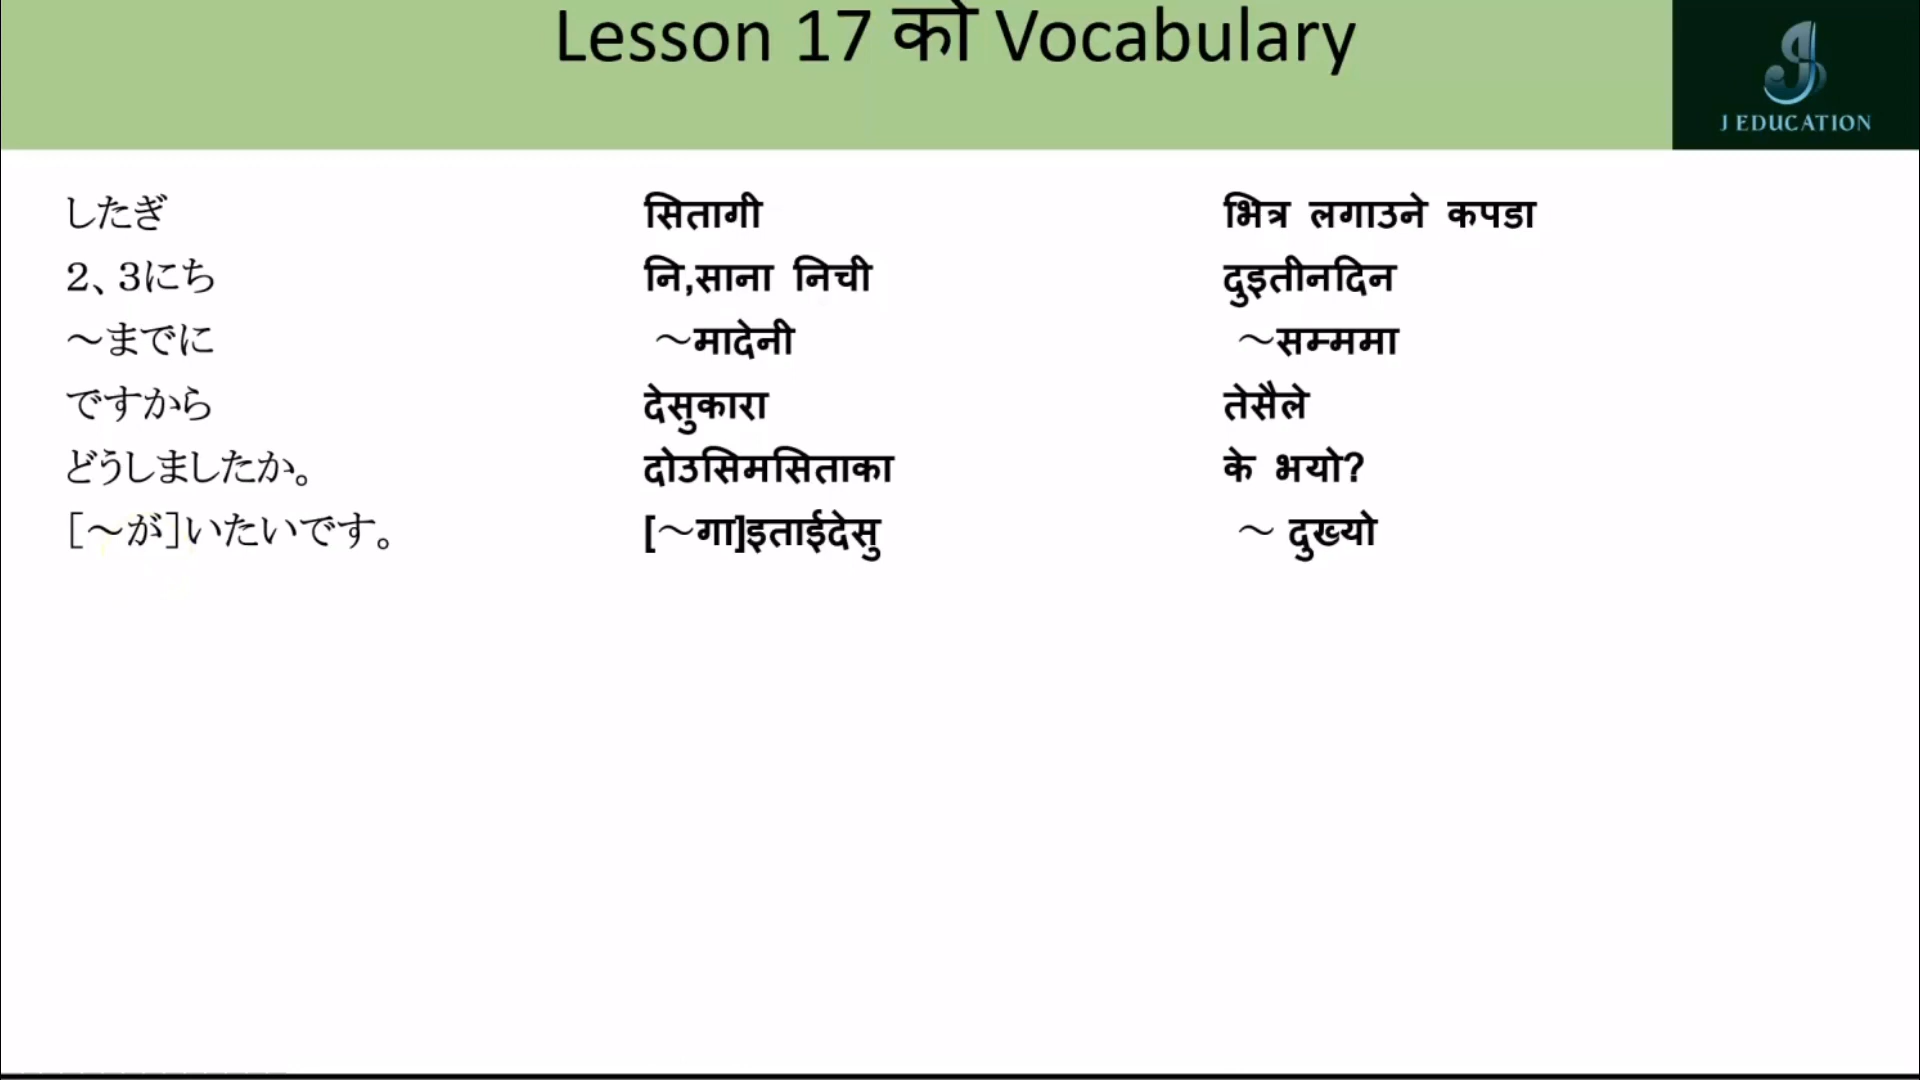 Lesson 17 को Vocabulary
J EDUCATION
したぎ सितागी भित्र लगाउने कपडा
2、3にち नि,साना निची दुइतीनदिन
～までに ～मादेनी ～सम्ममा
ですから देसुकारा तेसैले
どうしましたか。 दोउसिमसिताका के भयो?
[～が]いたいです。 [～गा]इताईदेसु ～ दुख्यो